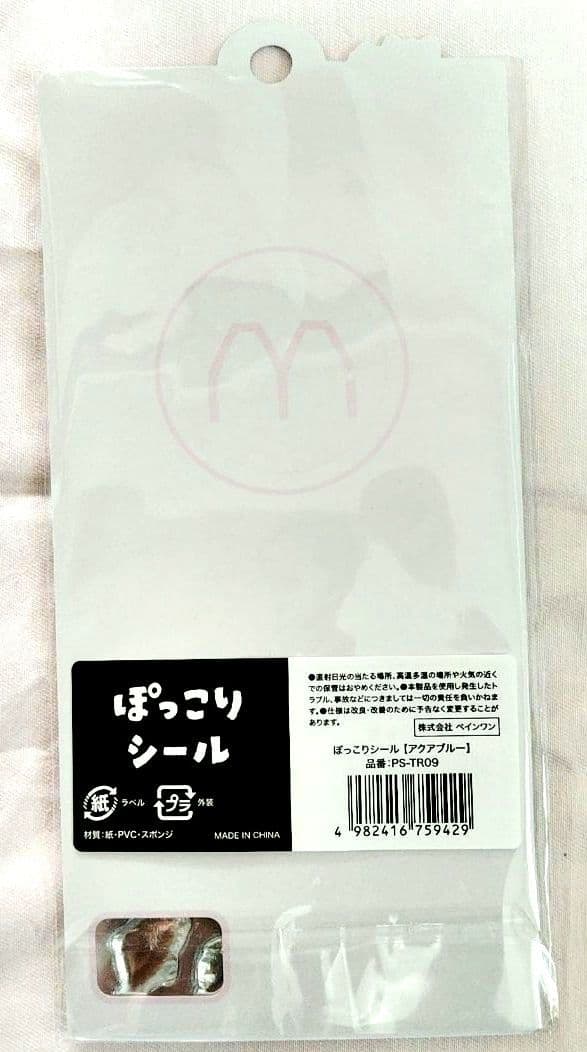 ぽっこり
シール
紙 ラベル プラ 外装
材質:紙・PVC・スポンジ
MADE IN CHINA
●直射日光の当たる場所、高温多湿の場所や火気の近く
での保管はおやめください。●本製品を使用し発生したト
ラブル、事故などにつきましては一切の責任を負いかねま
す。●仕様は改良・改善のために予告なく変更することが
あります。
株式会社 ペインワン
ぽっこりシール【アクアブルー】
品番:PS-TR09
4 982416 759429